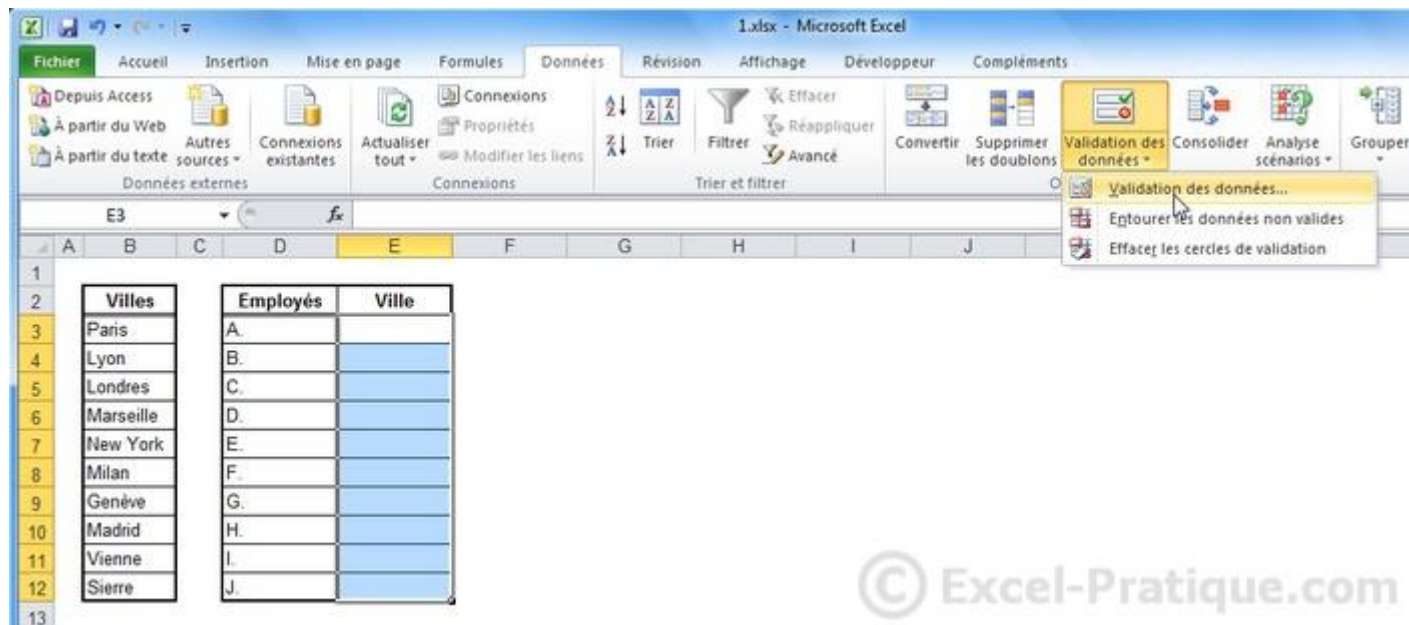 1.xlsx - Microsoft Excel
Fichier Accueil Insertion Mise en page Formules Données Révision Affichage Développeur Compléments
Depuis Access
À partir du Web
À partir du texte
Autres sources
Connexions existantes
Données externes
Actualiser tout
Connexions
Propriétés
Modifier les liens
Connexions
Trier
Filtrer
Effacer
Réappliquer
Avancé
Trier et filtrer
Convertir
Supprimer les doublons
Validation des données
Consolider
Analyse scénarios
Grouper
O
Validation des données...
Entourer les données non valides
Effacer les cercles de validation
E3 fx
A B C D E F G H I J
1
2 Villes Employés Ville
3 Paris A.
4 Lyon B.
5 Londres C.
6 Marseille D.
7 New York E.
8 Milan F.
9 Genève G.
10 Madrid H.
11 Vienne I.
12 Sierre J.
13
© Excel-Pratique.com